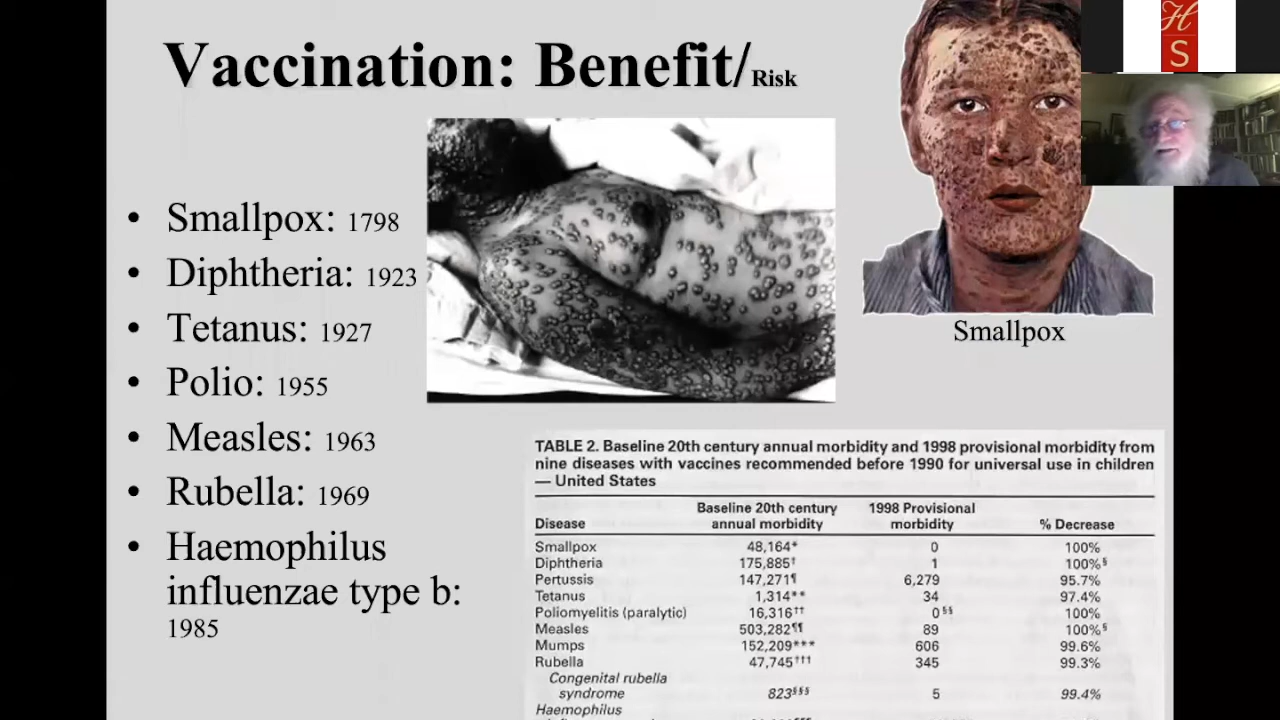 Vaccination: Benefit/Risk
H
S
• Smallpox: 1798
• Diphtheria: 1923
• Tetanus: 1927
• Polio: 1955
• Measles: 1963
• Rubella: 1969
• Haemophilus
influenzae type b:
1985
Smallpox
TABLE 2. Baseline 20th century annual morbidity and 1998 provisional morbidity from
nine diseases with vaccines recommended before 1990 for universal use in children
— United States
Disease Baseline 20th century annual morbidity 1998 Provisional morbidity % Decrease
Smallpox 48,164* 0 100%
Diphtheria 175,885† 1 100%§
Pertussis 147,271¶ 6,279 95.7%
Tetanus 1,314** 34 97.4%
Poliomyelitis (paralytic) 16,316†† 0§§ 100%
Measles 503,282¶¶ 89 100%§
Mumps 152,209*** 606 99.6%
Rubella 47,745††† 345 99.3%
Congenital rubella
syndrome 823§§§ 5 99.4%
Haemophilus